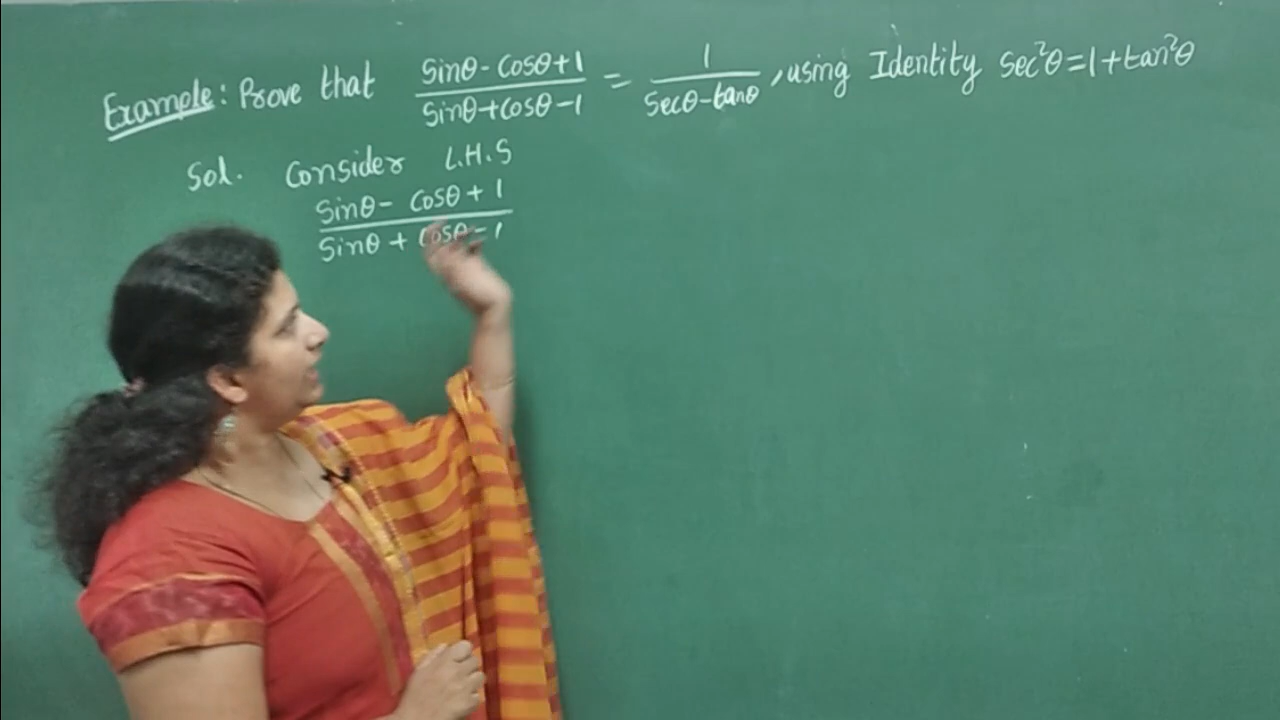 Example: Prove that (Sinθ - Cosθ + 1)/(Sinθ + Cosθ - 1) = 1/(Secθ - tanθ), using Identity Sec²θ = 1 + tan²θ
Sol. Consider L.H.S
Sinθ - Cosθ + 1
Sinθ + Cosθ - 1